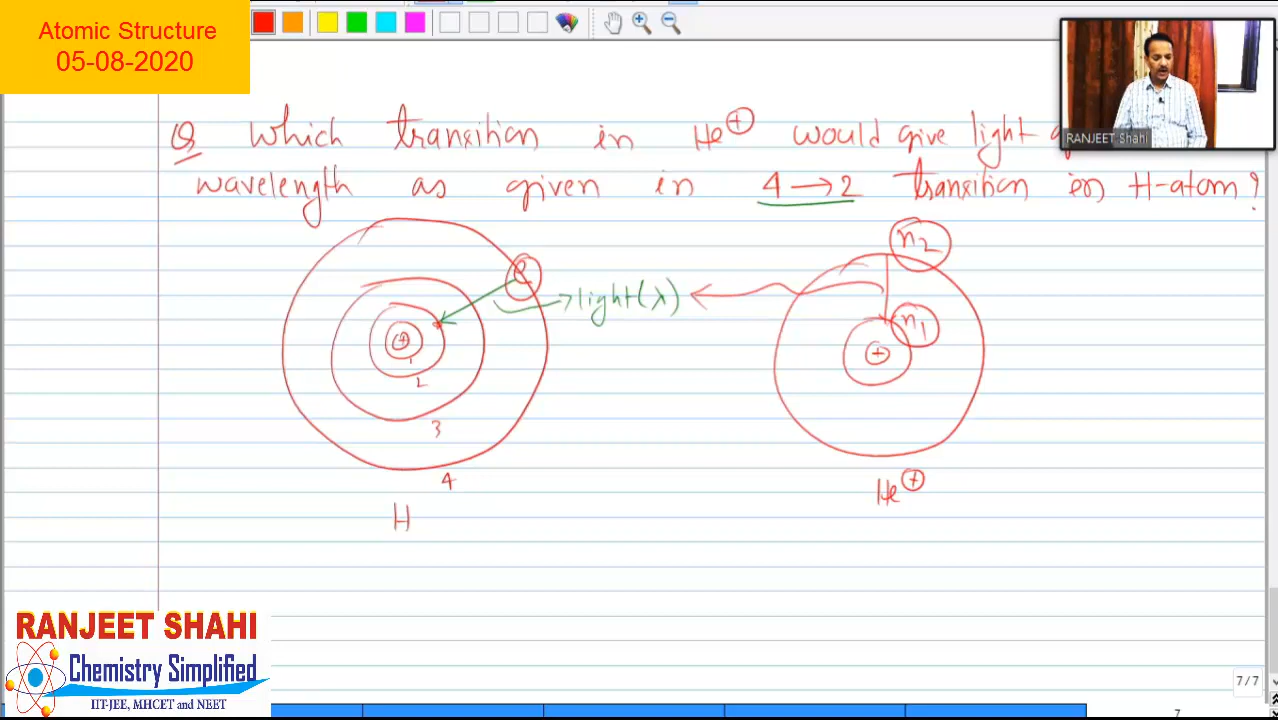 Atomic Structure
05-08-2020
RANJEET Shahi
Q Which transition in He⊕ would give light
wavelength as given in 4 → 2 transition in H-atom?
n2
e
light(λ)
n1
+
+
1
2
3
4
He⊕
H
RANJEET SHAHI
Chemistry Simplified
IIT-JEE, MHCET and NEET
7/7
7